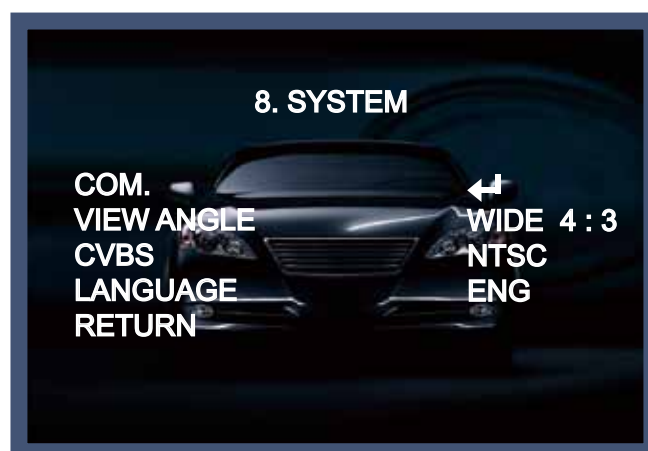 8. SYSTEM
COM. ↵
VIEW ANGLE WIDE 4 : 3
CVBS NTSC
LANGUAGE ENG
RETURN